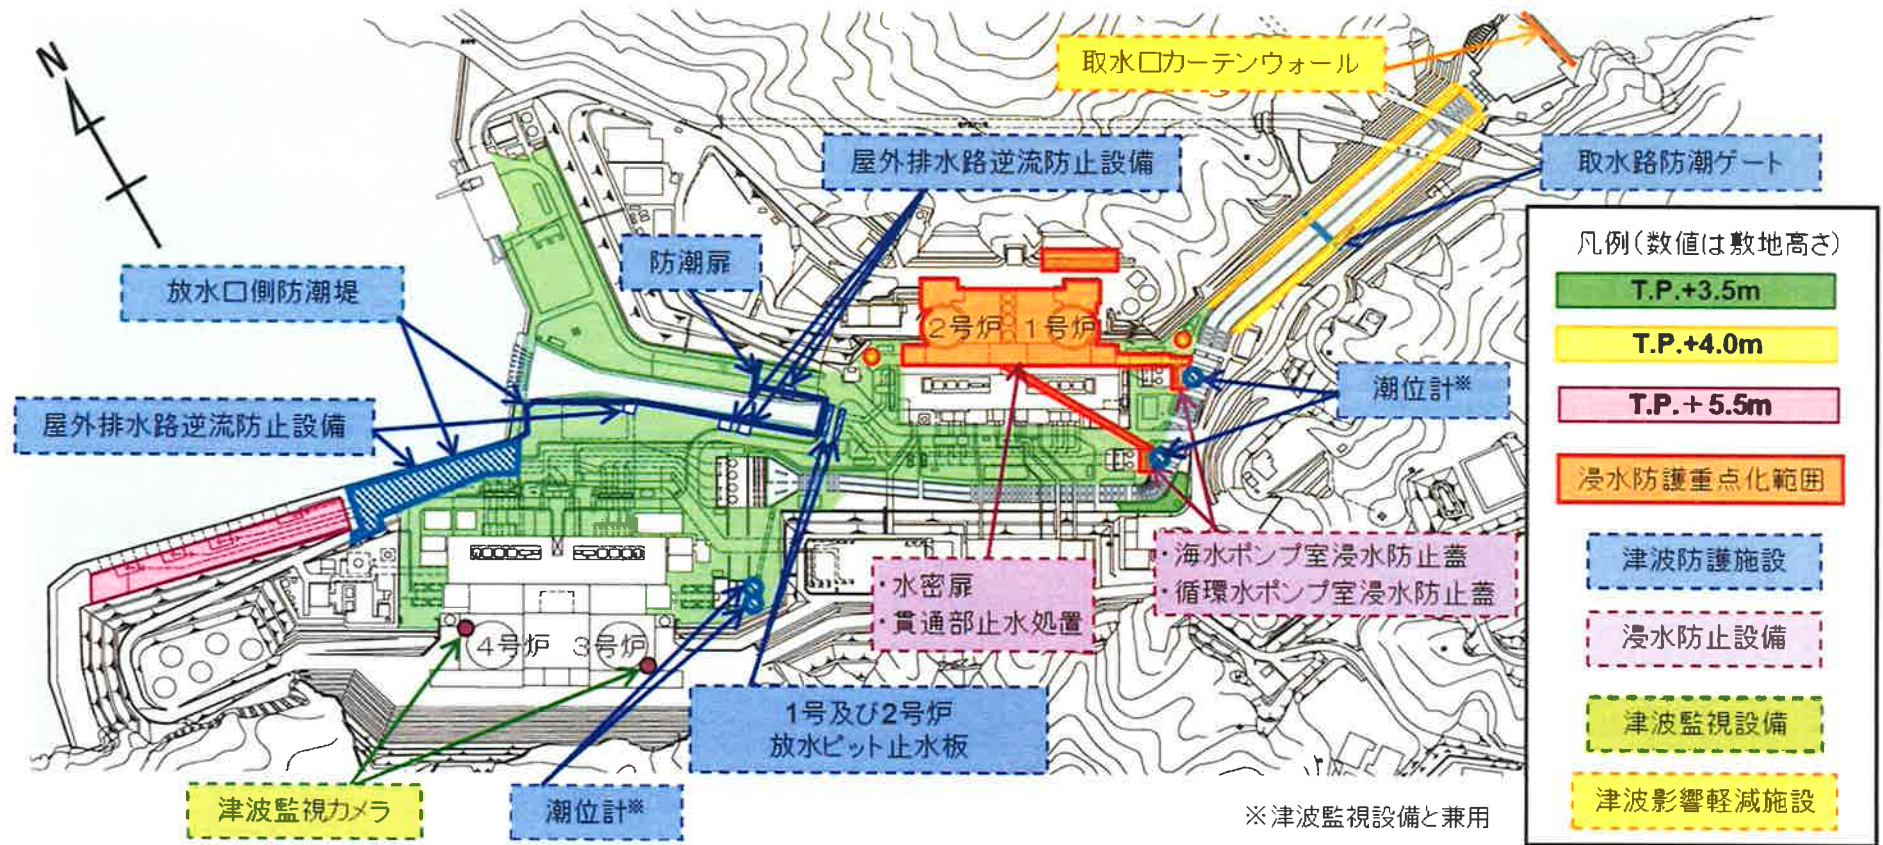 N
取水口カーテンウォール
屋外排水路逆流防止設備
取水路防潮ゲート
防潮扉
放水口側防潮堤
2号炉 1号炉
潮位計※
屋外排水路逆流防止設備
・水密扉
・貫通部止水処置
・海水ポンプ室浸水防止蓋
・循環水ポンプ室浸水防止蓋
4号炉 3号炉
1号及び2号炉
放水ピット止水板
津波監視カメラ
潮位計※
※津波監視設備と兼用
凡例(数値は敷地高さ)
T.P.+3.5m
T.P.+4.0m
T.P.+5.5m
浸水防護重点化範囲
津波防護施設
浸水防止設備
津波監視設備
津波影響軽減施設